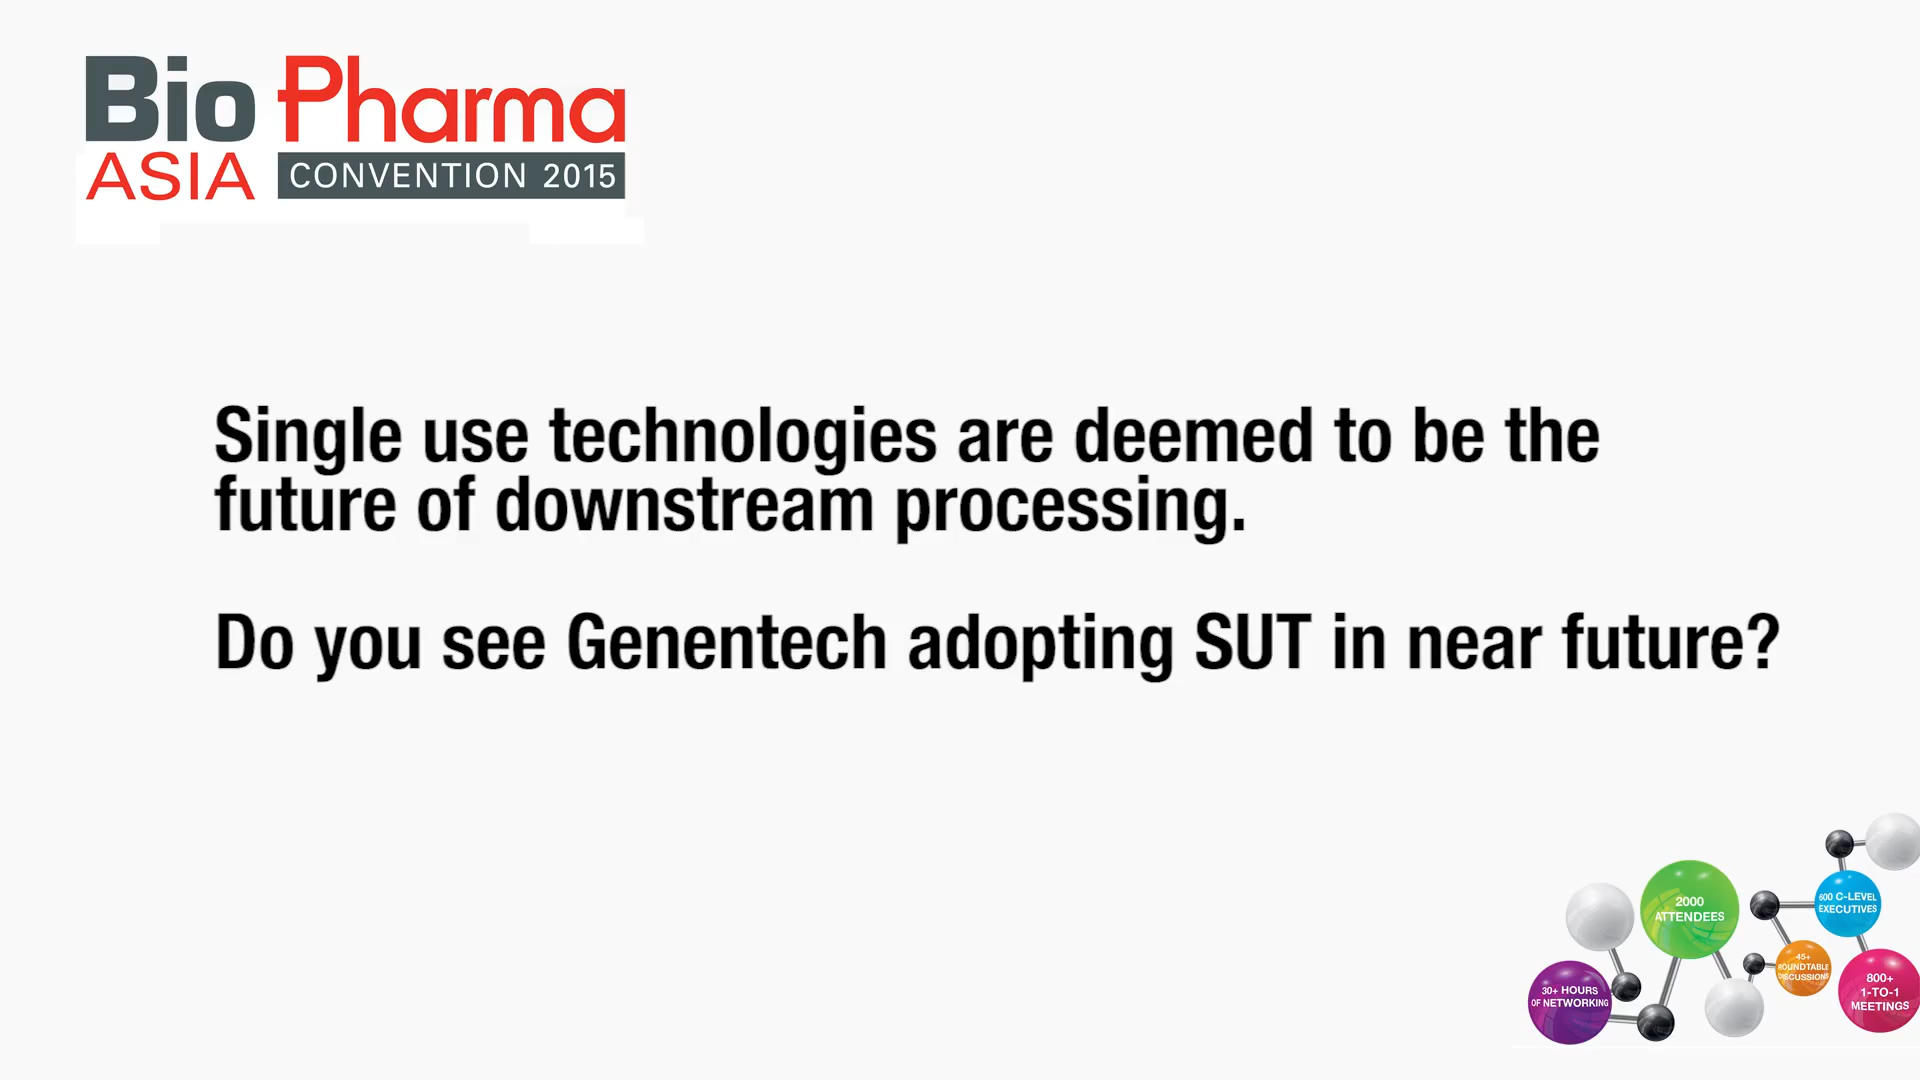 Bio Pharma
ASIA CONVENTION 2015
Single use technologies are deemed to be the
future of downstream processing.
Do you see Genentech adopting SUT in near future?
600 C-LEVEL
EXECUTIVES
2000
ATTENDEES
45+
ROUNDTABLE
DISCUSSIONS
800+
1-TO-1
MEETINGS
30+ HOURS
OF NETWORKING